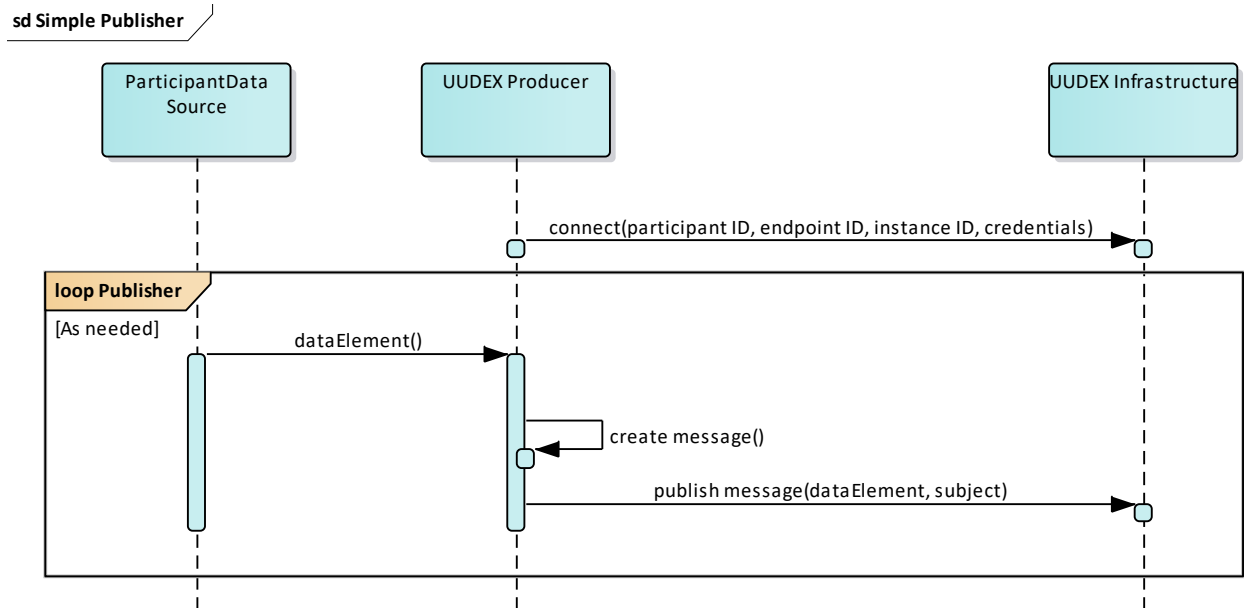 sd Simple Publisher
ParticipantData
Source
UUDEX Producer
UUDEX Infrastructure
connect(participant ID, endpoint ID, instance ID, credentials)
loop Publisher
[As needed]
dataElement()
create message()
publish message(dataElement, subject)